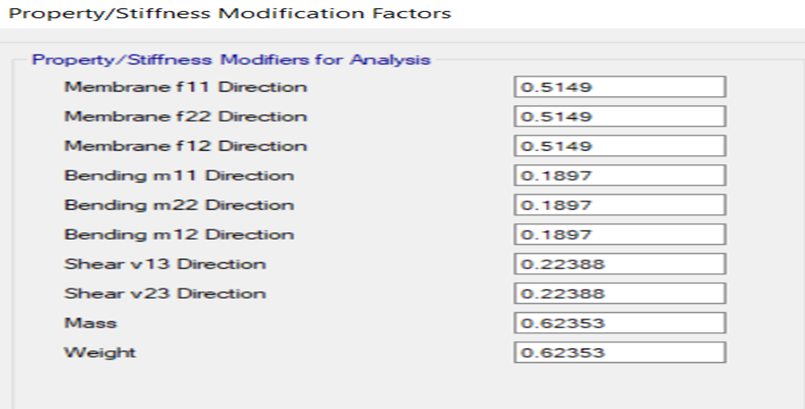 Property/Stiffness Modification Factors
Property/Stiffness Modifiers for Analysis
Membrane f11 Direction 0.5149
Membrane f22 Direction 0.5149
Membrane f12 Direction 0.5149
Bending m11 Direction 0.1897
Bending m22 Direction 0.1897
Bending m12 Direction 0.1897
Shear v13 Direction 0.22388
Shear v23 Direction 0.22388
Mass 0.62353
Weight 0.62353